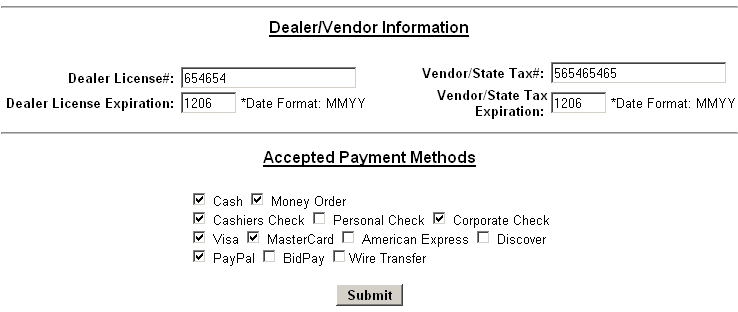 Dealer/Vendor Information
Dealer License#: 654654
Vendor/State Tax#: 565465465
Dealer License Expiration: 1206 *Date Format: MMYY
Vendor/State Tax
Expiration: 1206 *Date Format: MMYY
Accepted Payment Methods
Cash Money Order
Cashiers Check Personal Check Corporate Check
Visa MasterCard American Express Discover
PayPal BidPay Wire Transfer
Submit